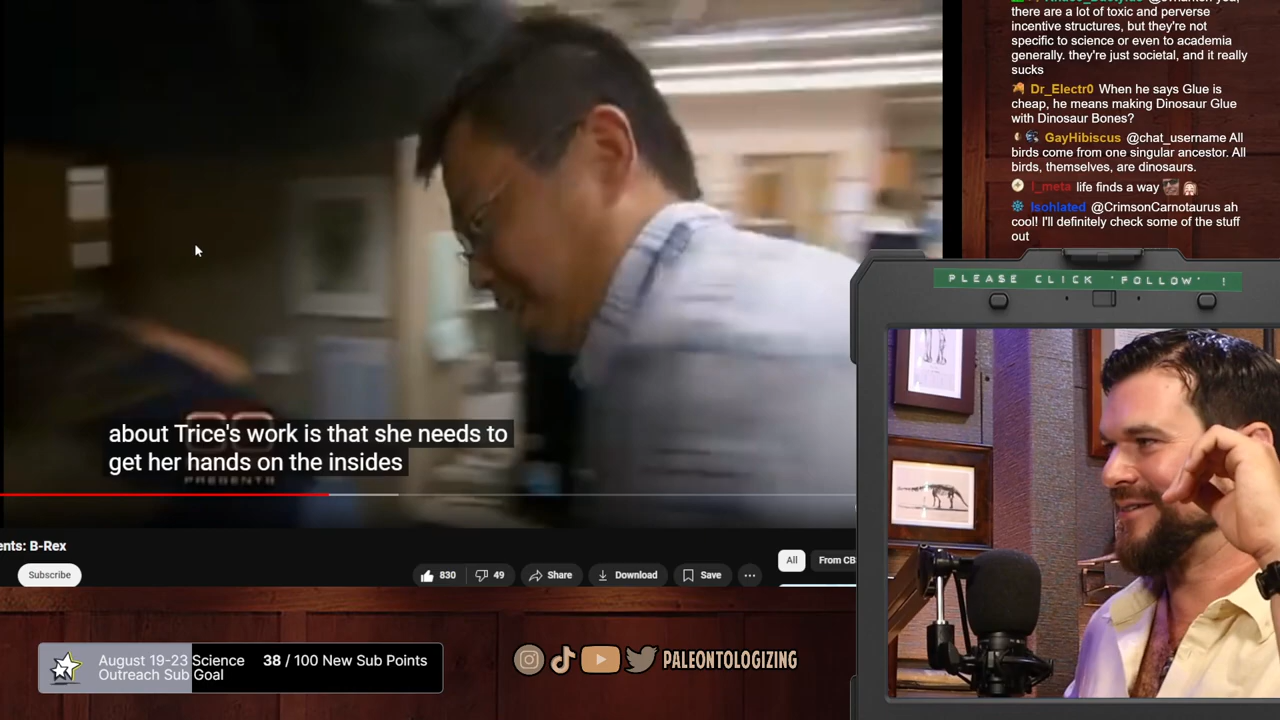 there are a lot of toxic and perverse
incentive structures, but they're not
specific to science or even to academia
generally. they're just societal, and it really
sucks
Dr_Electr0 When he says Glue is
cheap, he means making Dinosaur Glue
with Dinosaur Bones?
GayHibiscus @chat_username All
birds come from one singular ancestor. All
birds, themselves, are dinosaurs.
l_meta life finds a way
Isohlated @CrimsonCarnotaurus ah
cool! I'll definitely check some of the stuff
out
PLEASE CLICK 'FOLLOW' !
about Trice's work is that she needs to
get her hands on the insides
PRESENTS
ents: B-Rex
Subscribe
830
49
Share
Download
Save
All
From CB
August 19-23 Science
Outreach Sub Goal
38 / 100 New Sub Points
PALEONTOLOGIZING